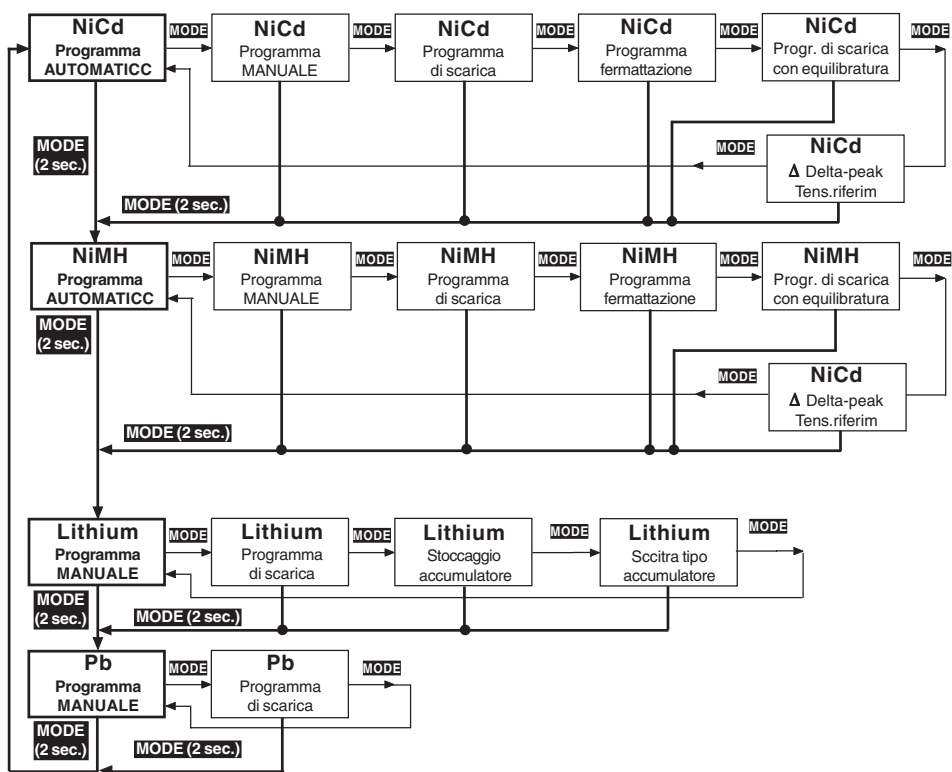 NiCd
Programma
AUTOMATICC
MODE
NiCd
Programma
MANUALE
MODE
NiCd
Programma
di scarica
MODE
NiCd
Programma
fermattazione
MODE
NiCd
Progr. di scarica
con equilibratura
MODE
MODE
(2 sec.)
MODE
NiCd
Δ Delta-peak
Tens.riferim
MODE (2 sec.)
NiMH
Programma
AUTOMATICC
MODE
NiMH
Programma
MANUALE
MODE
NiMH
Programma
di scarica
MODE
NiMH
Programma
fermattazione
MODE
NiMH
Progr. di scarica
con equilibratura
MODE
MODE
(2 sec.)
MODE
NiCd
Δ Delta-peak
Tens.riferim
MODE (2 sec.)
Lithium
Programma
MANUALE
MODE
Lithium
Programma
di scarica
MODE
Lithium
Stoccaggio
accumulatore
MODE
Lithium
Sccitra tipo
accumulatore
MODE
MODE
(2 sec.)
MODE (2 sec.)
Pb
Programma
MANUALE
MODE
Pb
Programma
di scarica
MODE
MODE
(2 sec.)
MODE (2 sec.)